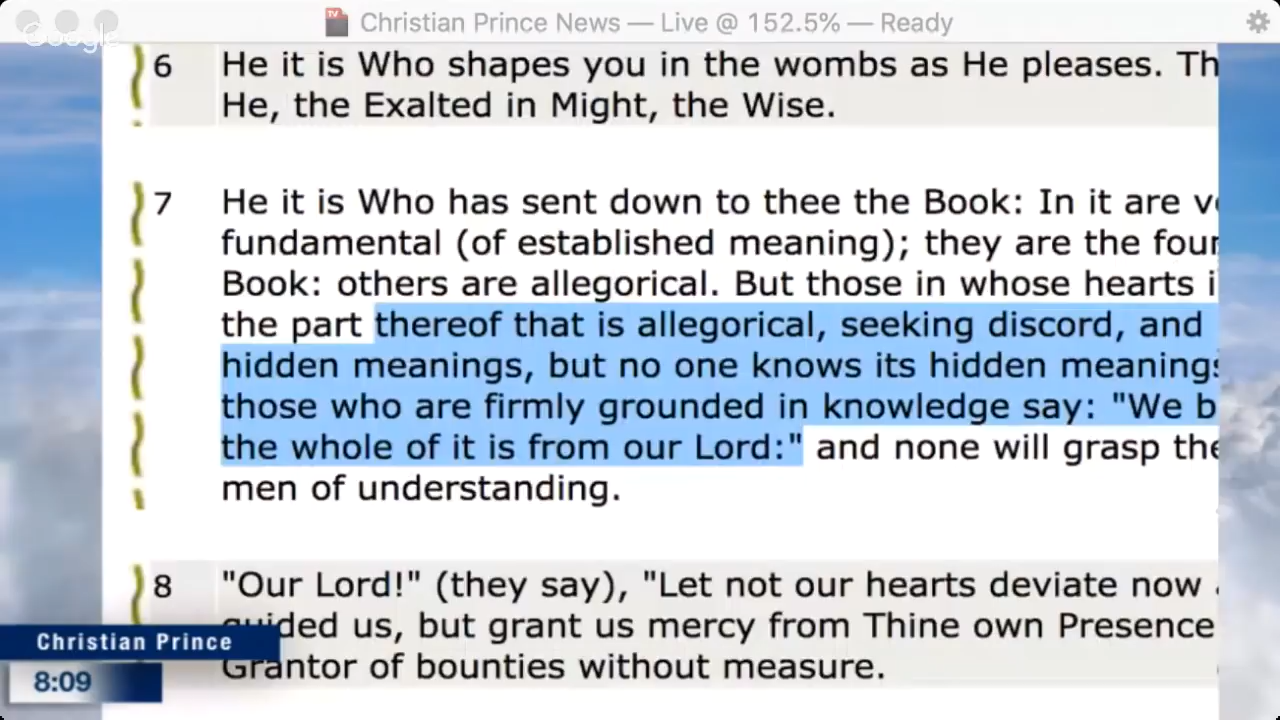 Christian Prince News — Live @ 152.5% — Ready
Google
6 He it is Who shapes you in the wombs as He pleases. Th
He, the Exalted in Might, the Wise.
7 He it is Who has sent down to thee the Book: In it are v
fundamental (of established meaning); they are the four
Book: others are allegorical. But those in whose hearts i
the part thereof that is allegorical, seeking discord, and
hidden meanings, but no one knows its hidden meanings
those who are firmly grounded in knowledge say: "We b
the whole of it is from our Lord:" and none will grasp the
men of understanding.
8 "Our Lord!" (they say), "Let not our hearts deviate now
guided us, but grant us mercy from Thine own Presence
Grantor of bounties without measure.
Christian Prince
8:09